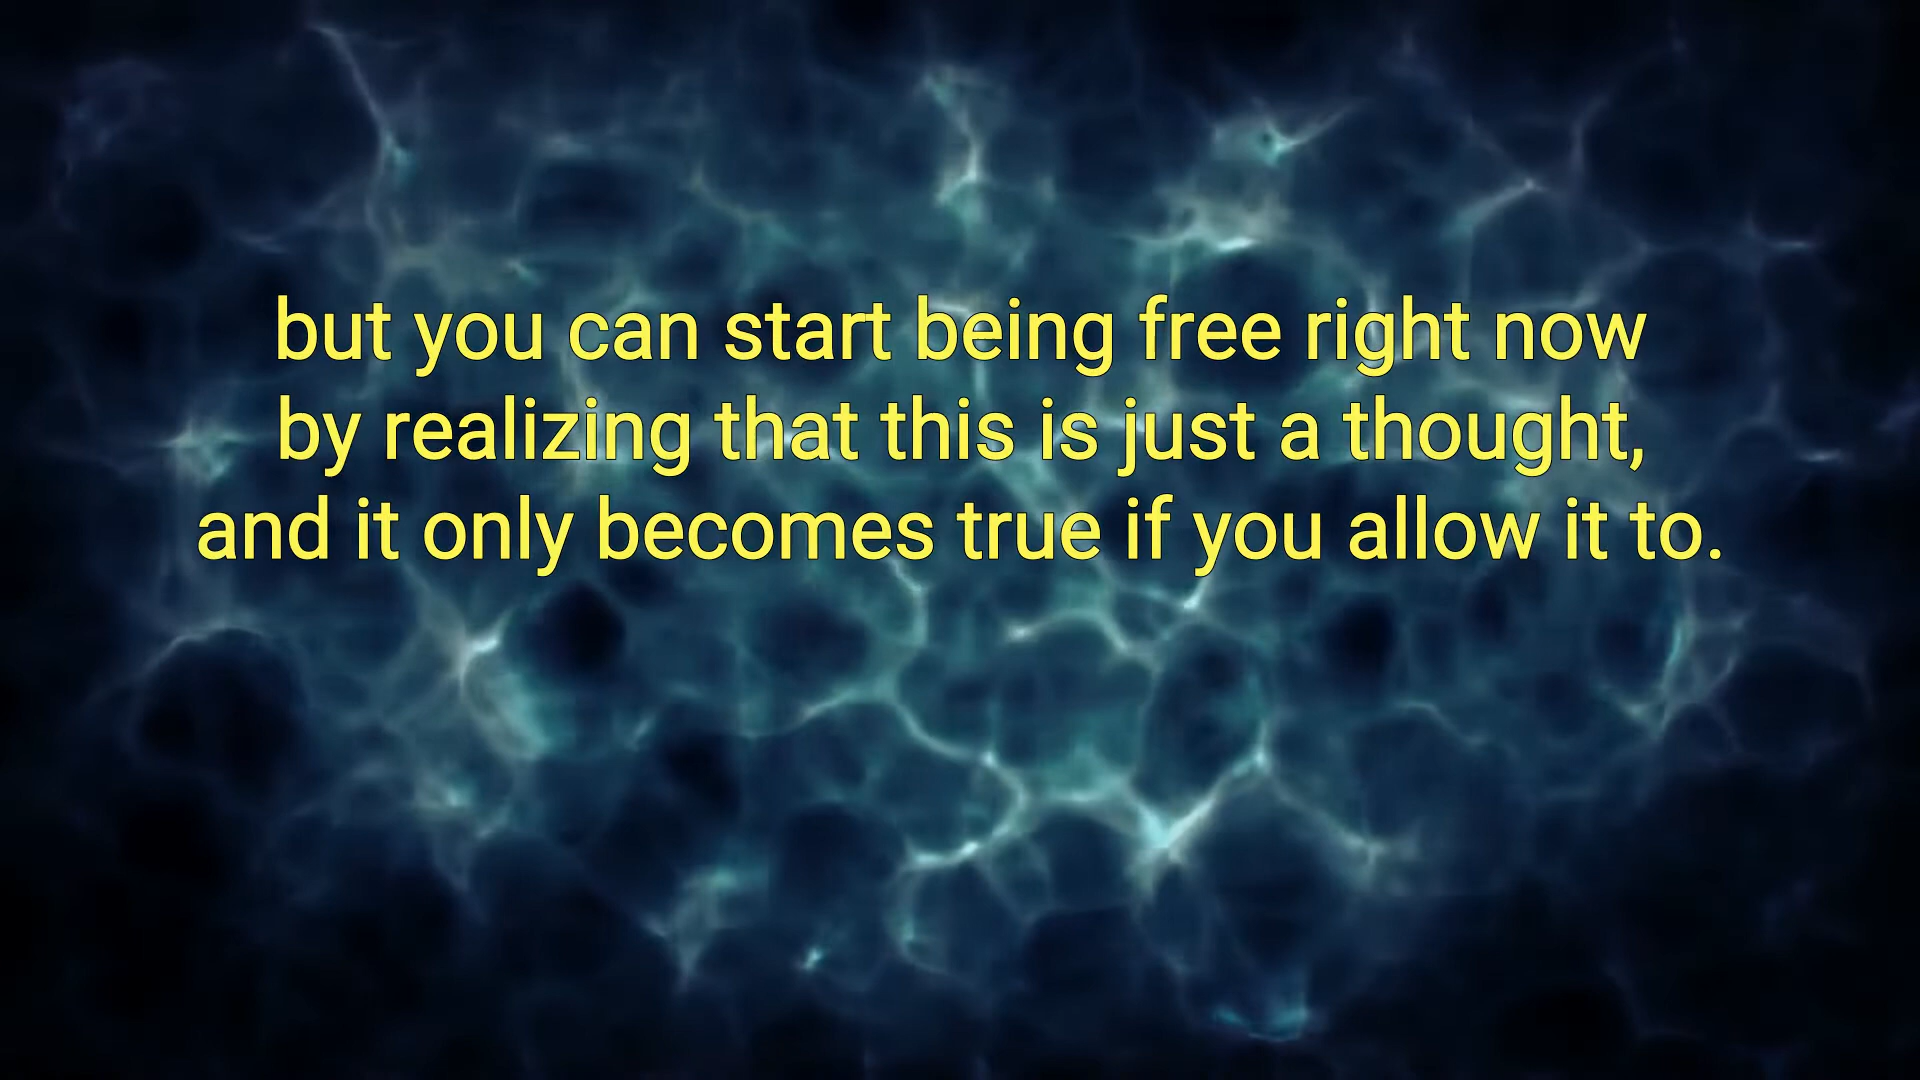 but you can start being free right now
by realizing that this is just a thought,
and it only becomes true if you allow it to.